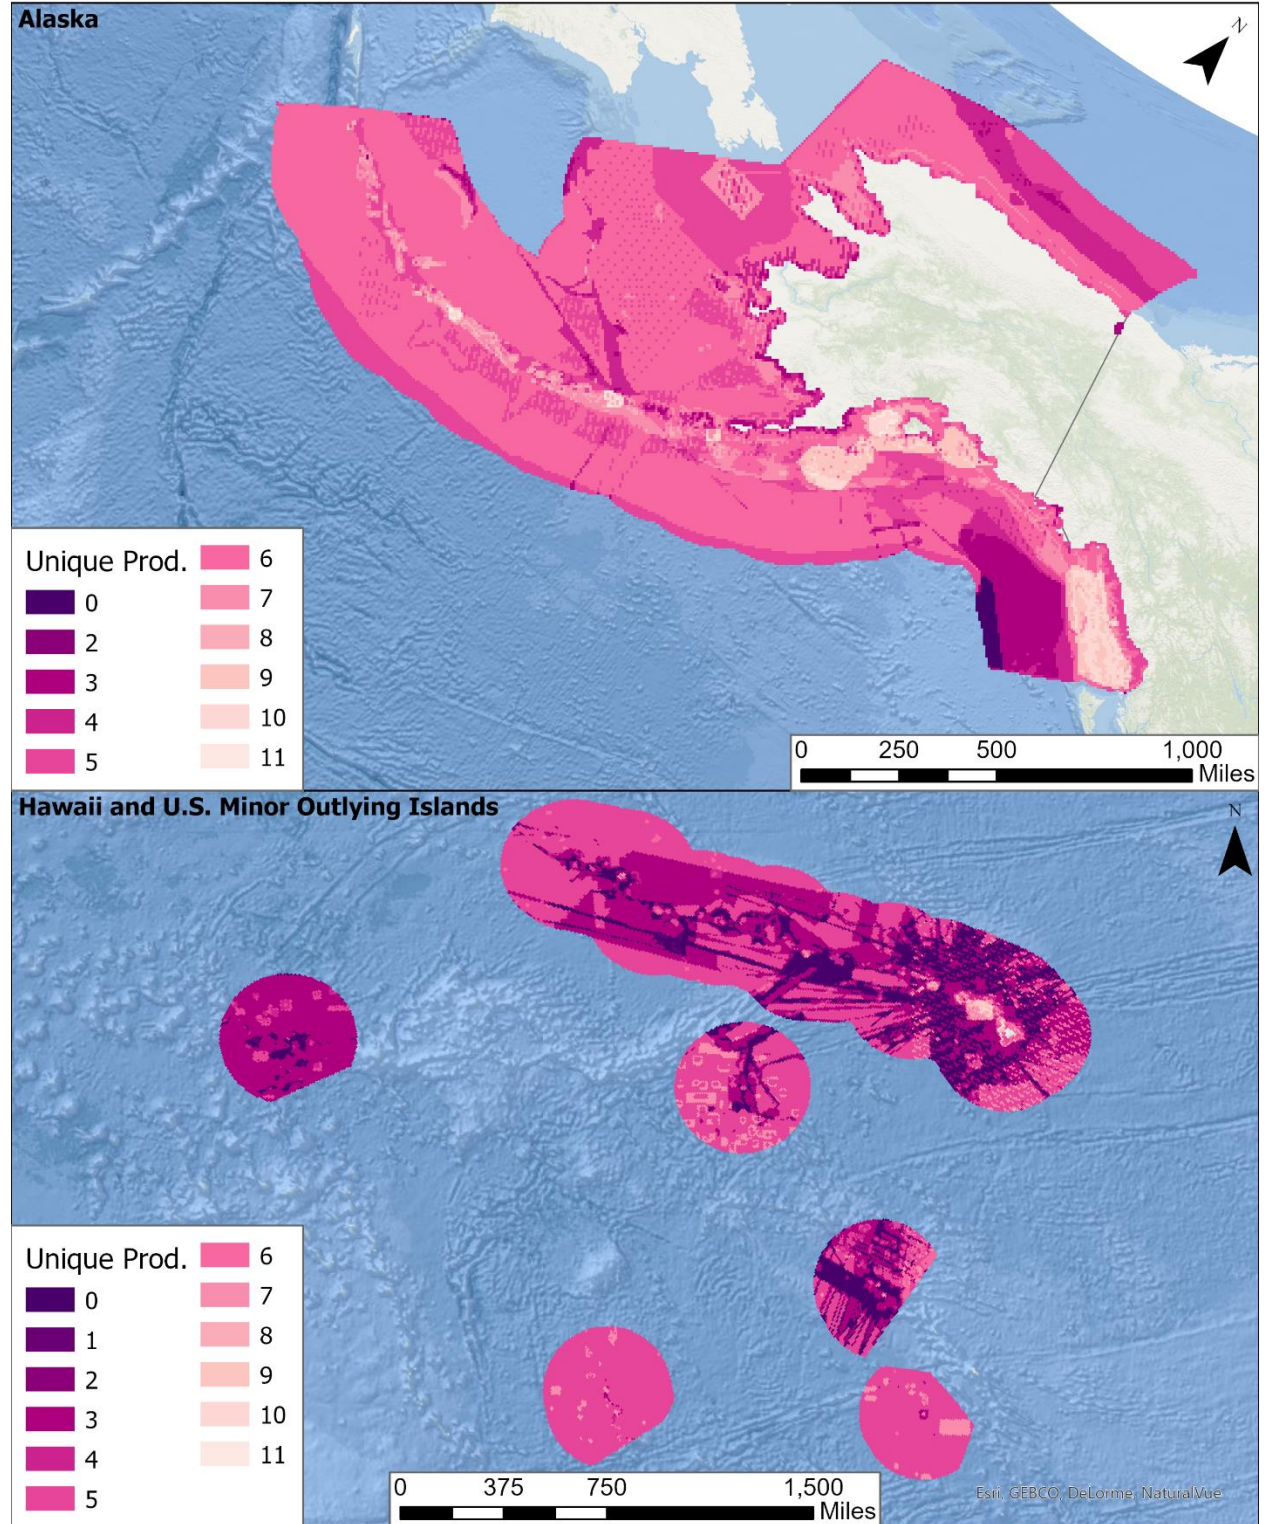 Alaska
N
Unique Prod.
0
2
3
4
5
6
7
8
9
10
11
0 250 500 1,000
Miles
Hawaii and U.S. Minor Outlying Islands
N
Unique Prod.
0
1
2
3
4
5
6
7
8
9
10
11
0 375 750 1,500
Miles
Esri, GEBCO, DeLorme, NaturalVue